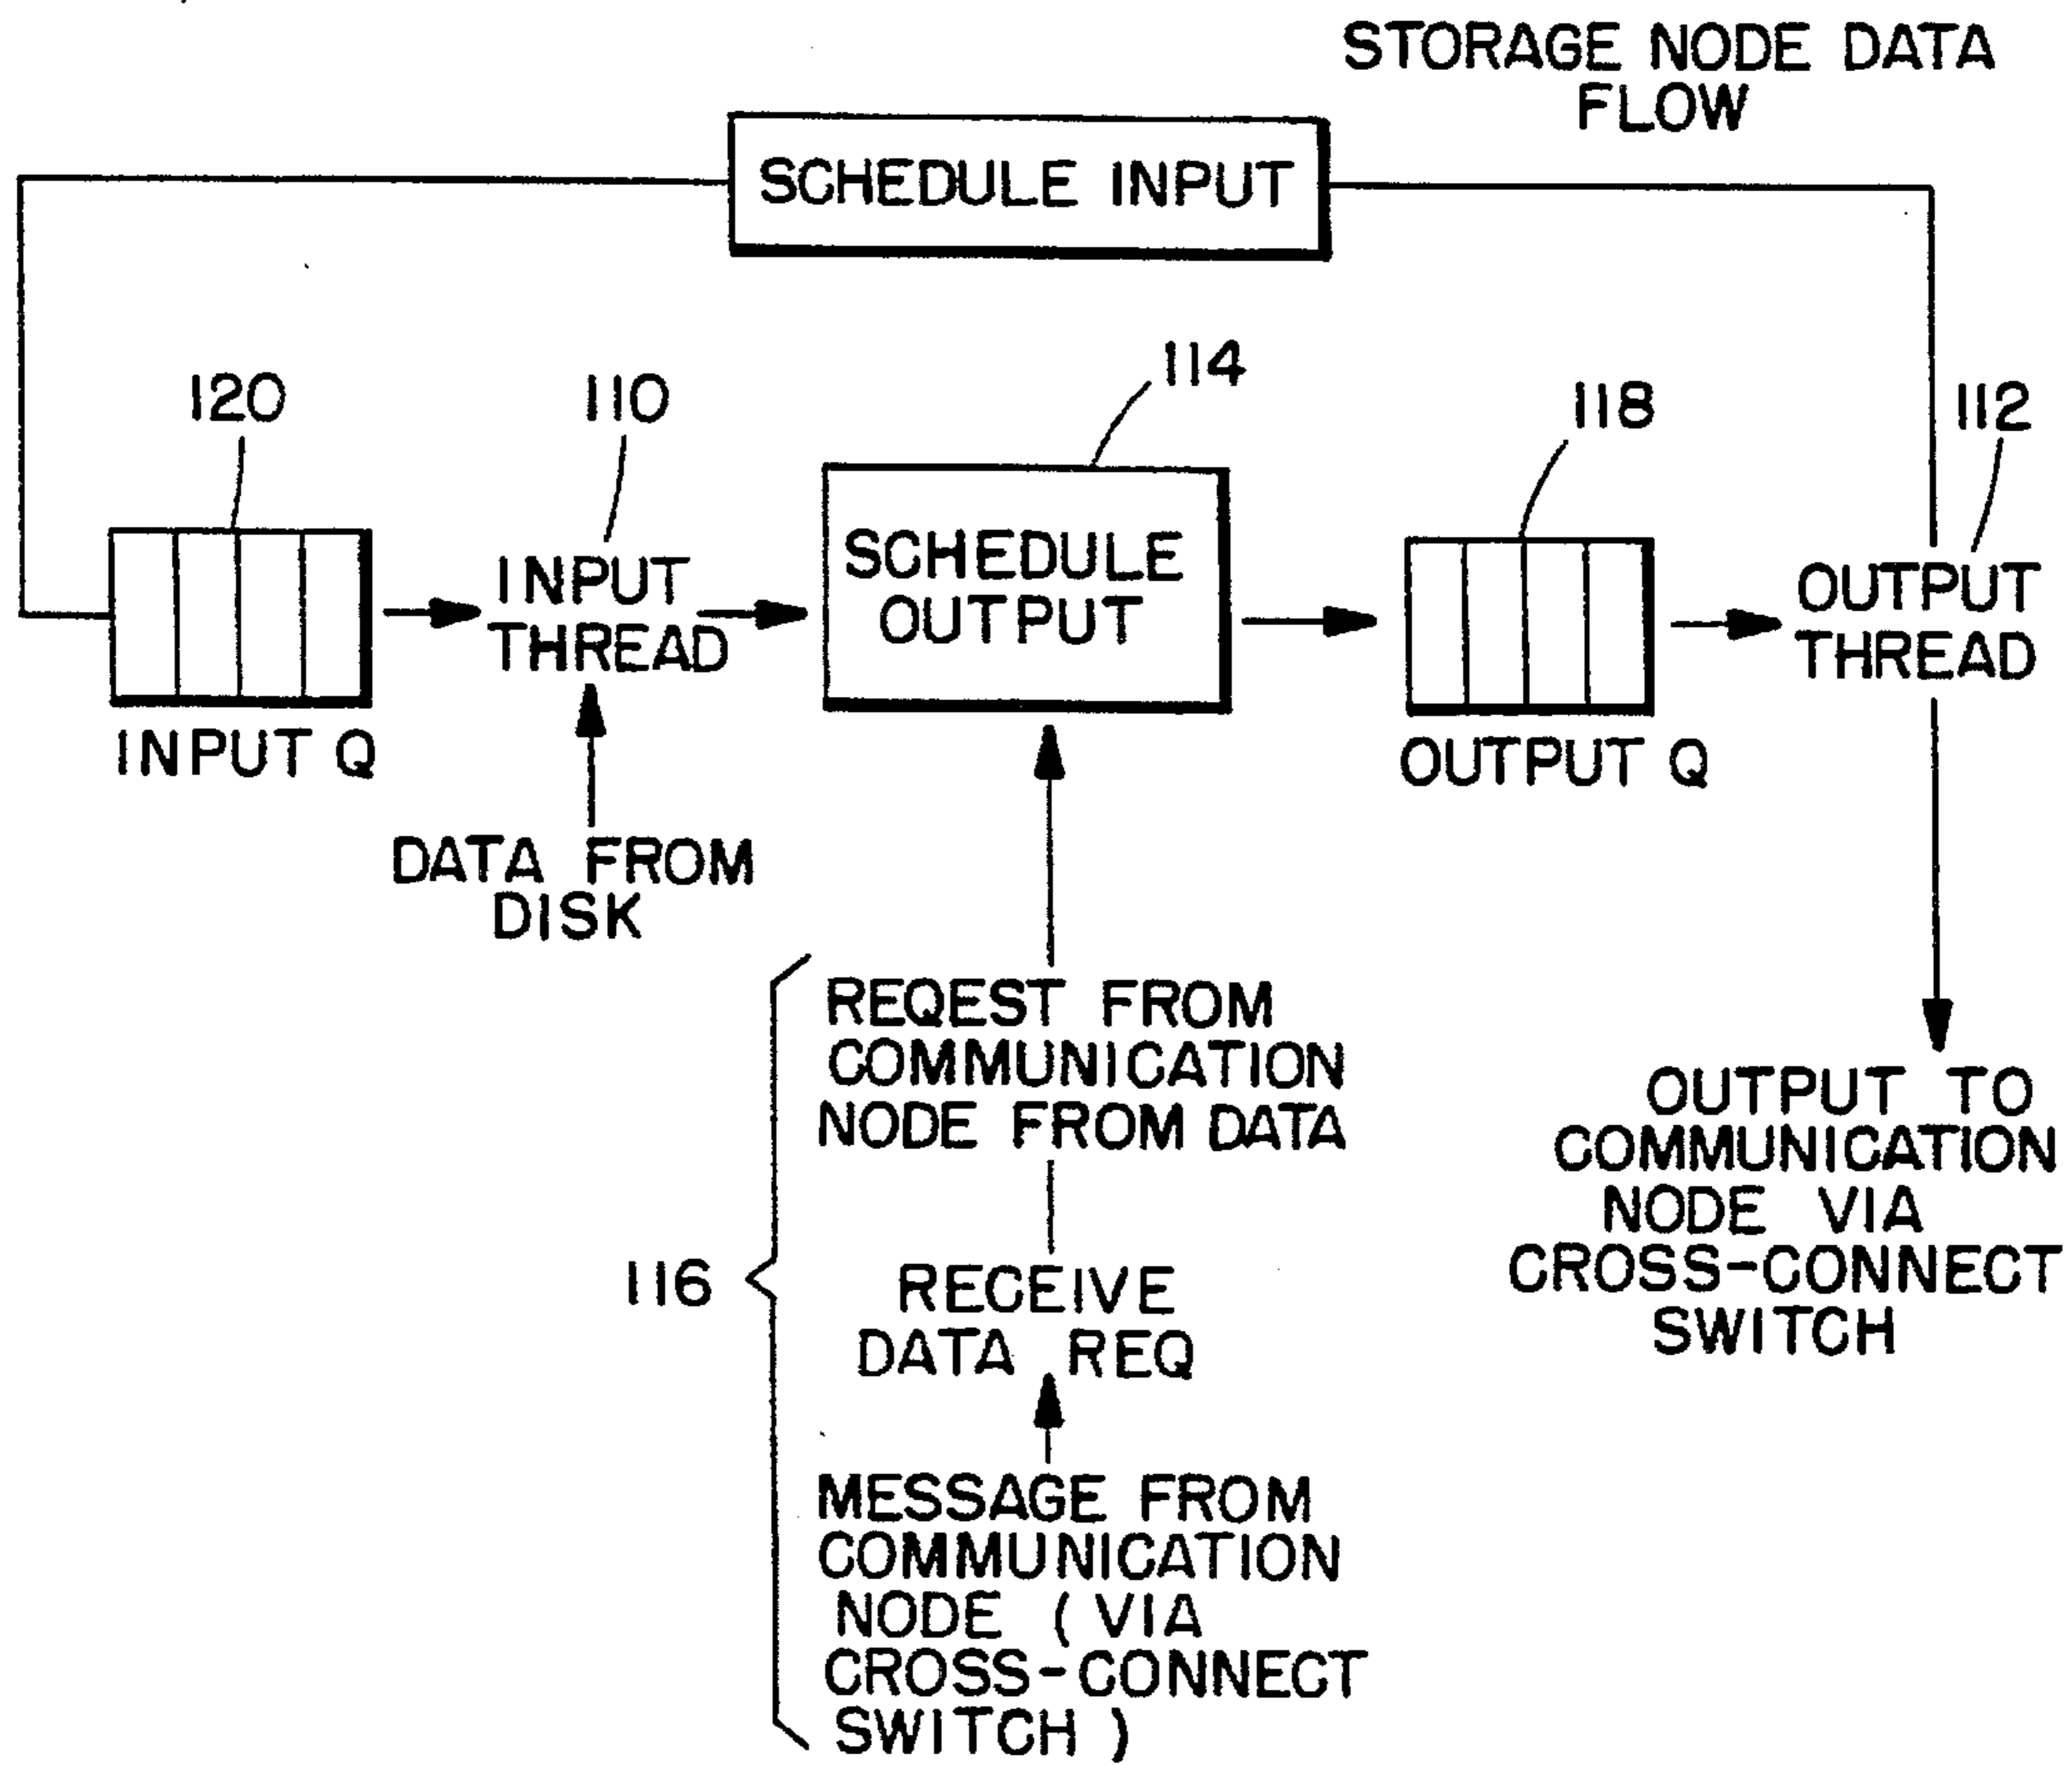 STORAGE NODE DATA
FLOW
SCHEDULE INPUT
114
120
110
118
112
SCHEDULE
OUTPUT
INPUT
THREAD
OUTPUT
THREAD
INPUT Q
OUTPUT Q
DATA FROM
DISK
REQEST FROM
COMMUNICATION
NODE FROM DATA
OUTPUT TO
COMMUNICATION
NODE VIA
CROSS-CONNECT
SWITCH
116
RECEIVE
DATA REQ
MESSAGE FROM
COMMUNICATION
NODE (VIA
CROSS-CONNECT
SWITCH)